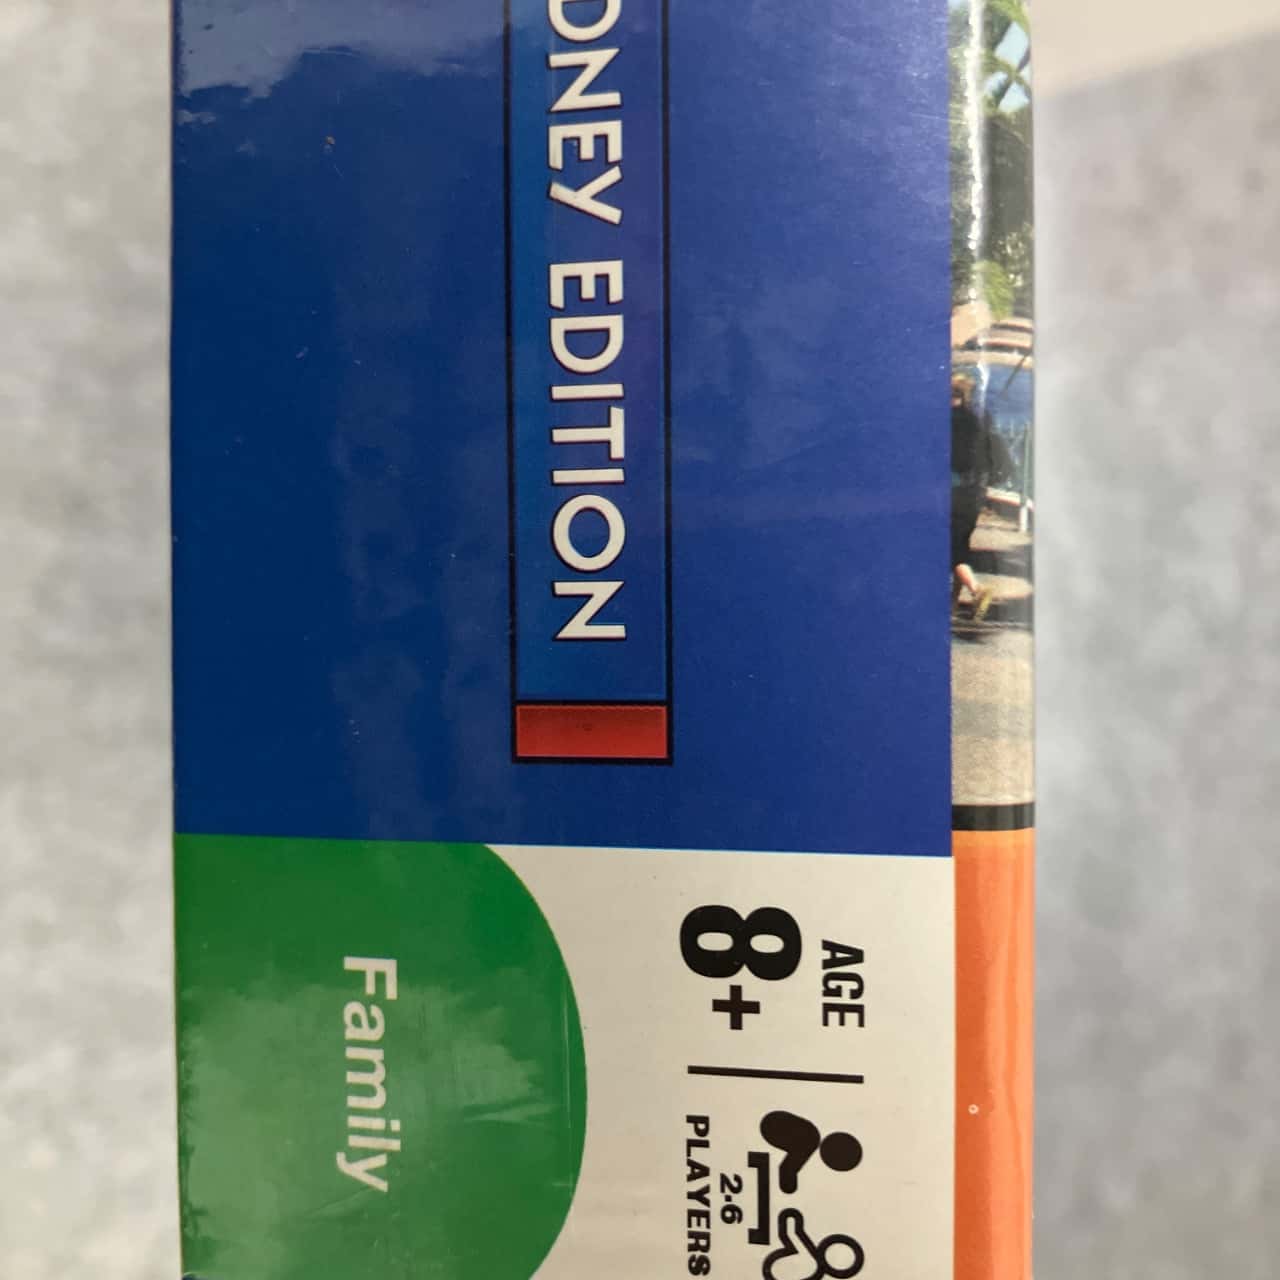 DNEY EDITION
AGE
8+
2-6
PLAYERS
Family